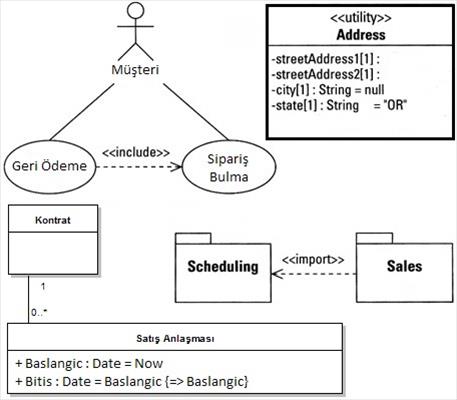 <<utility>>
Address
-streetAddress1[1] :
-streetAddress2[1] :
-city[1] : String = null
-state[1] : String = "OR"
Müşteri
Geri Ödeme
<<include>>
Sipariş
Bulma
Kontrat
1
0..*
Scheduling
<<import>>
Sales
Satış Anlaşması
+ Baslangic : Date = Now
+ Bitis : Date = Baslangic {=> Baslangic}